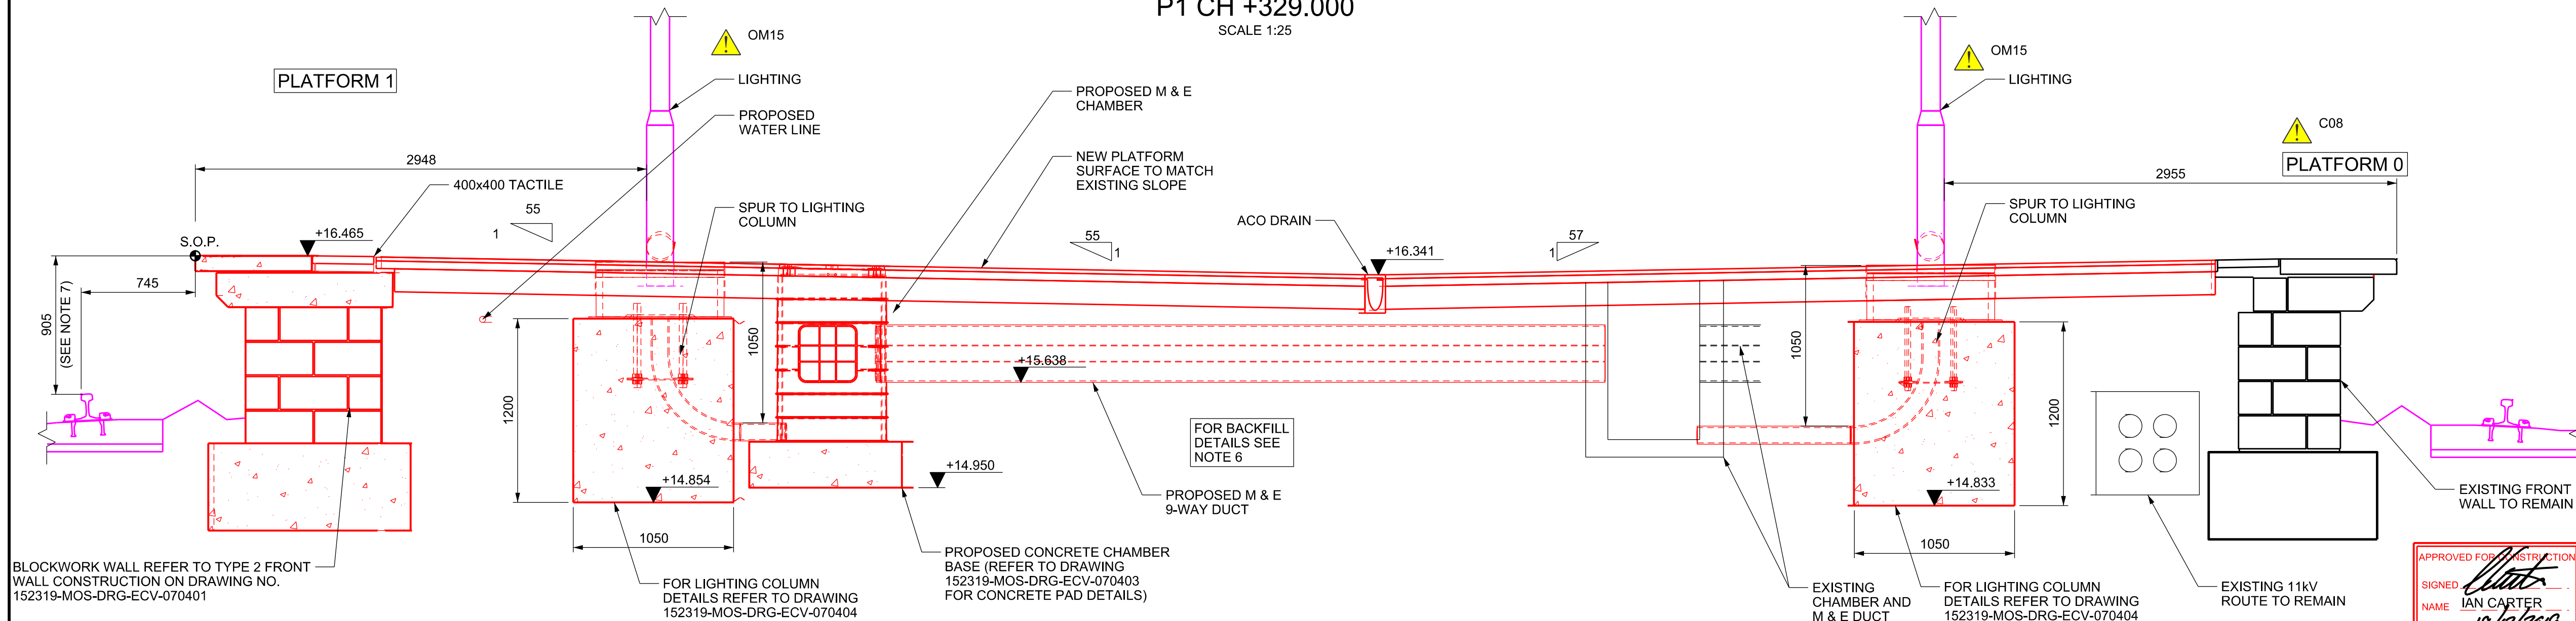 P1 CH +329.000
SCALE 1:25
PLATFORM 1
OM15
LIGHTING
PROPOSED
WATER LINE
2948
400x400 TACTILE
55
1
SPUR TO LIGHTING
COLUMN
S.O.P.
+16.465
745
905
(SEE NOTE 7)
PROPOSED M & E
CHAMBER
NEW PLATFORM
SURFACE TO MATCH
EXISTING SLOPE
55
1
ACO DRAIN
+16.341
57
1
OM15
LIGHTING
C08
PLATFORM 0
2955
SPUR TO LIGHTING
COLUMN
1050
1200
+15.638
1050
1200
FOR BACKFILL
DETAILS SEE
NOTE 6
+14.854
+14.950
+14.833
1050
1050
PROPOSED M & E
9-WAY DUCT
BLOCKWORK WALL REFER TO TYPE 2 FRONT
WALL CONSTRUCTION ON DRAWING NO.
152319-MOS-DRG-ECV-070401
FOR LIGHTING COLUMN
DETAILS REFER TO DRAWING
152319-MOS-DRG-ECV-070404
PROPOSED CONCRETE CHAMBER
BASE (REFER TO DRAWING
152319-MOS-DRG-ECV-070403
FOR CONCRETE PAD DETAILS)
EXISTING
CHAMBER AND
M & E DUCT
FOR LIGHTING COLUMN
DETAILS REFER TO DRAWING
152319-MOS-DRG-ECV-070404
EXISTING 11kV
ROUTE TO REMAIN
EXISTING FRONT
WALL TO REMAIN
APPROVED FOR CONSTRUCTION
SIGNED
NAME IAN CARTER